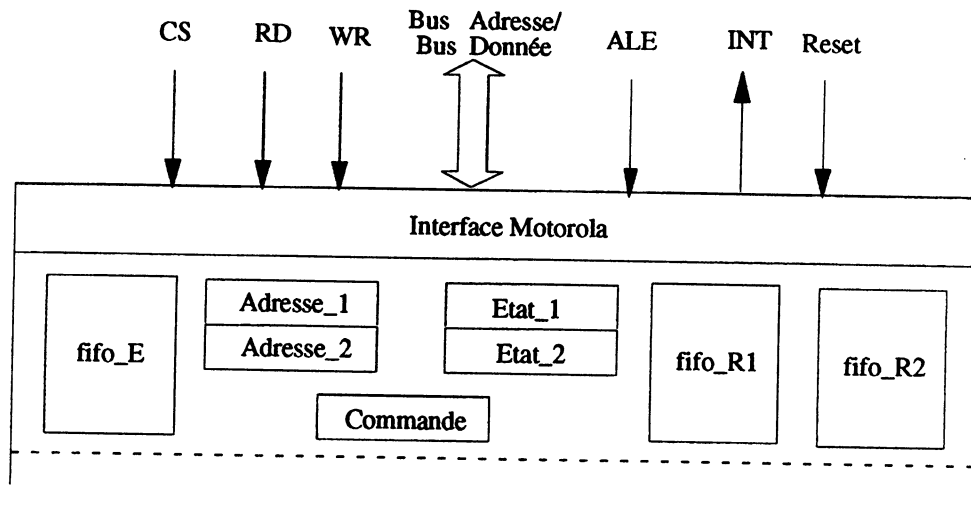 CS
RD
WR
Bus Adresse/
Bus Donnée
ALE
INT
Reset
Interface Motorola
fifo_E
Adresse_1
Adresse_2
Etat_1
Etat_2
Commande
fifo_R1
fifo_R2